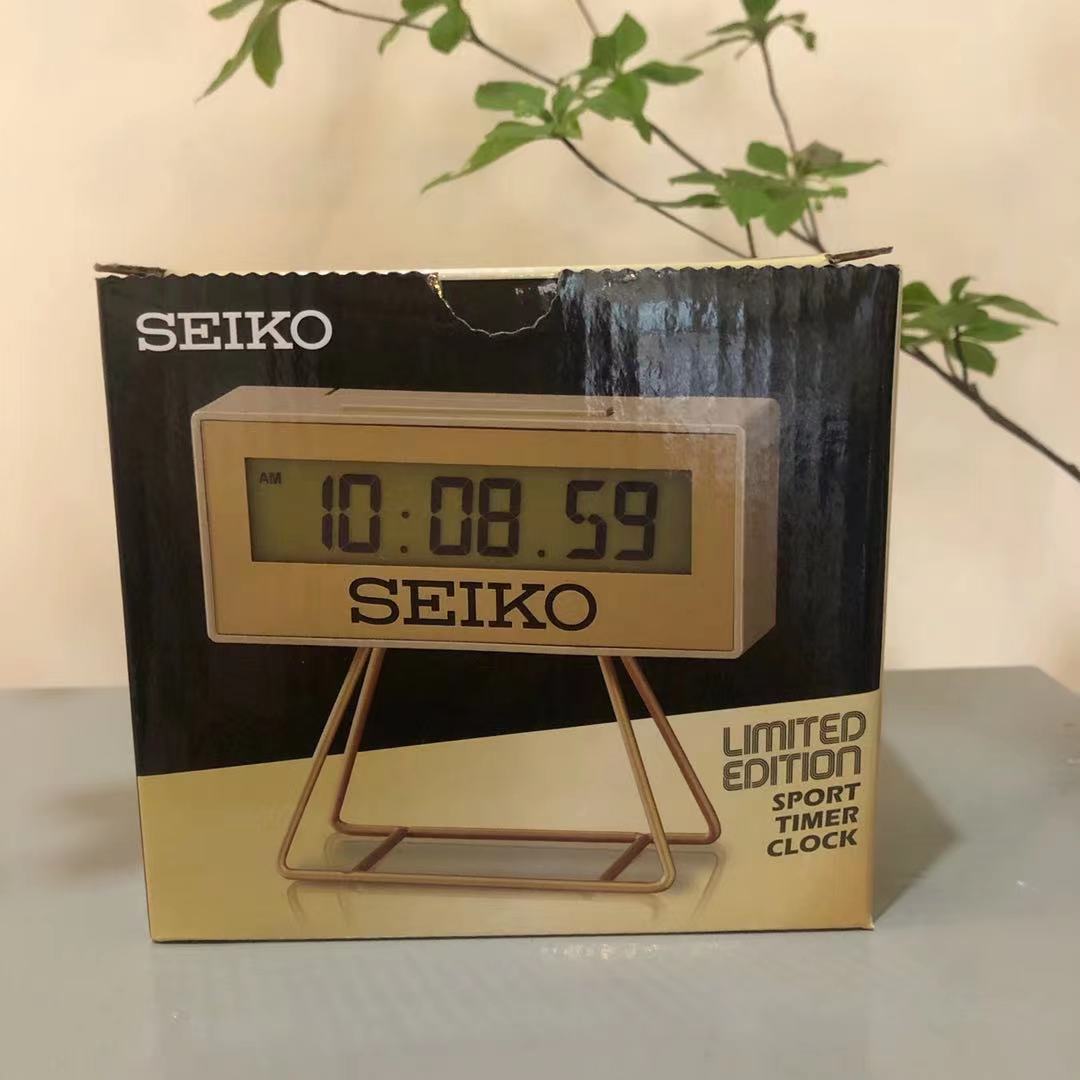 SEIKO
AM 10:08.59
SEIKO
LIMITED
EDITION
SPORT
TIMER
CLOCK